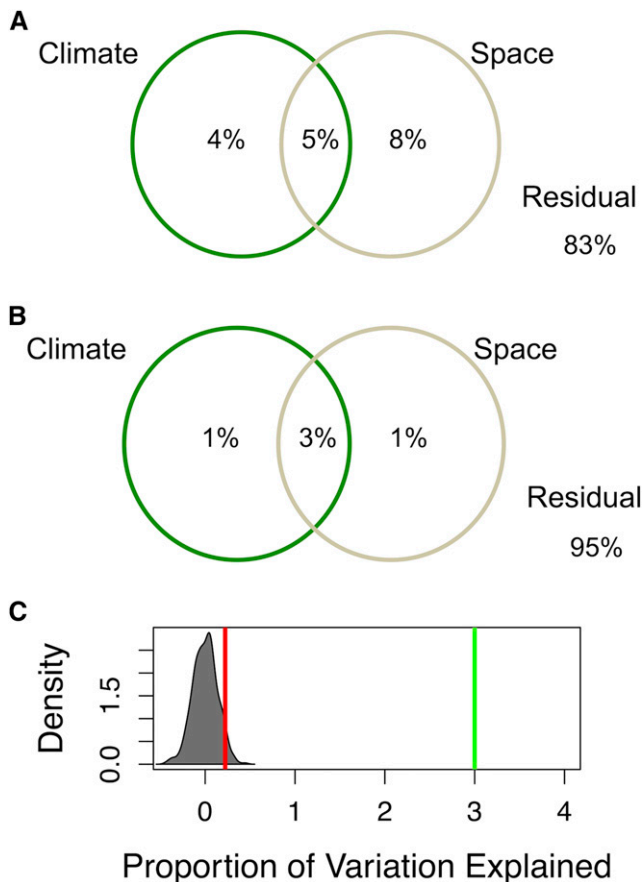 A
Climate
Space
4%
5%
8%
Residual
83%
B
Climate
Space
1%
3%
1%
Residual
95%
C
Density
0.0
1.5
0
1
2
3
4
Proportion of Variation Explained